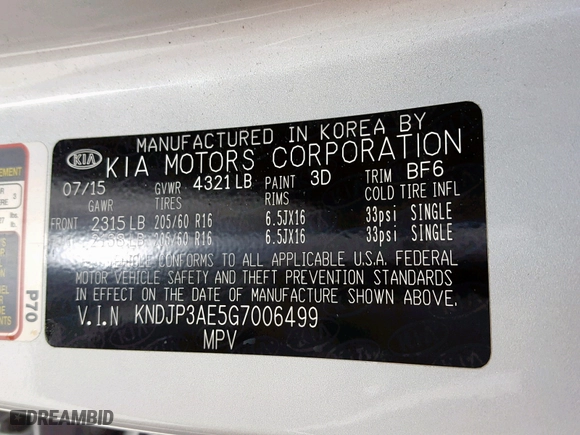 MANUFACTURED IN KOREA BY
KIA KIA MOTORS CORPORATION
07/15 GVWR 4321LB PAINT 3D TRIM BF6
GAWR TIRES RIMS COLD TIRE INFL
FRONT 2315 LB 205/60 R16 6.5JX16 33psi SINGLE
LB 205/60 R16 6.5JX16 33psi SINGLE
VEHICLE CONFORMS TO ALL APPLICABLE U.S.A. FEDERAL
MOTOR VEHICLE SAFETY AND THEFT PREVENTION STANDARDS
IN EFFECT ON THE DATE OF MANUFACTURE SHOWN ABOVE.
V.I.N KNDJP3AE5G7006499
MPV
P70
DREAMBID